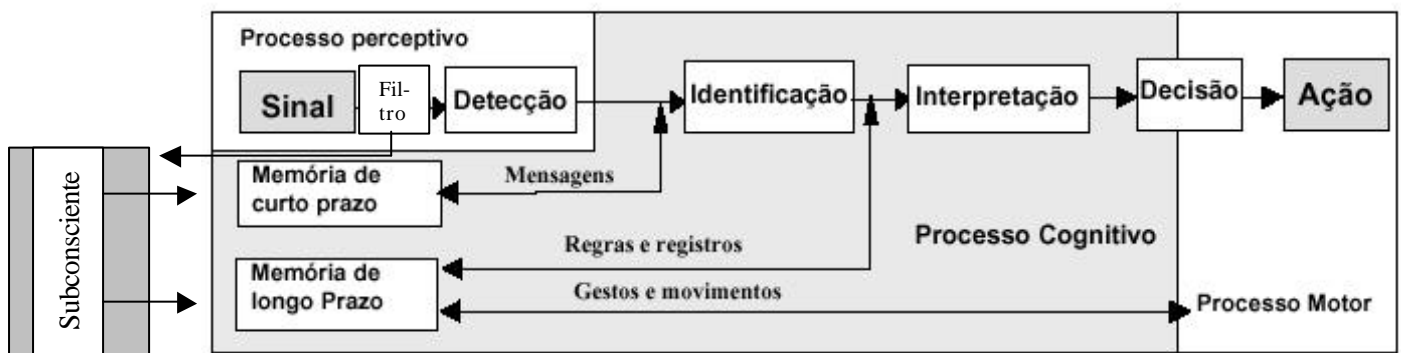 Processo perceptivo
Sinal
Fil-
tro
Detecção
Identificação
Interpretação
Decisão
Ação
Subconsciente
Memória de
curto prazo
Mensagens
Regras e registros
Processo Cognitivo
Memória de
longo Prazo
Gestos e movimentos
Processo Motor